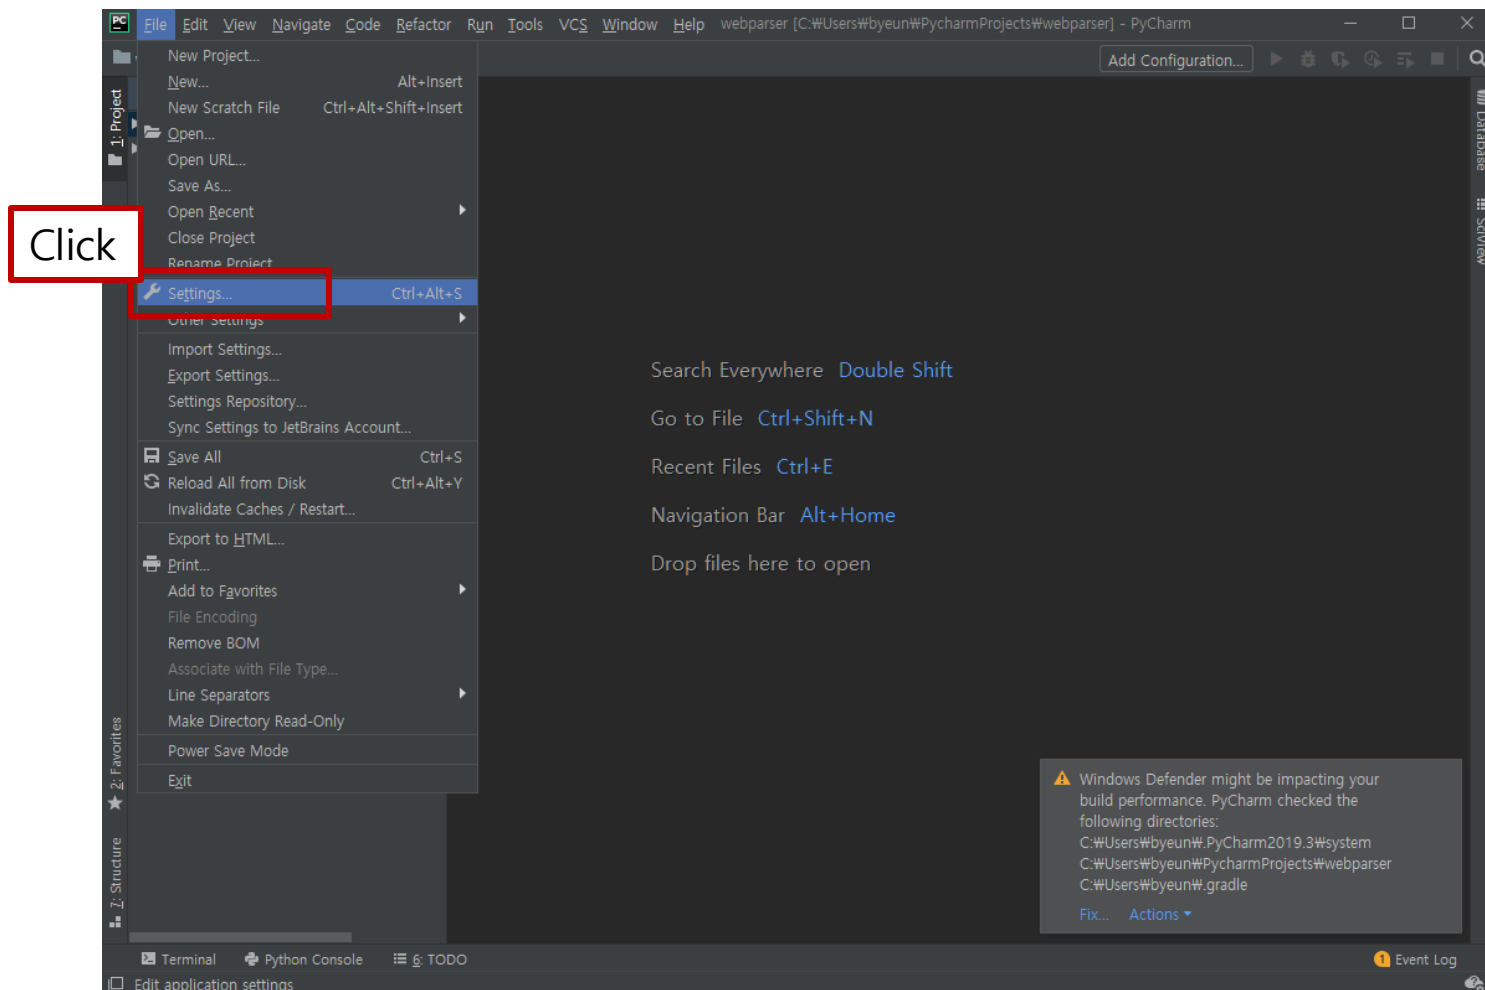 PC File Edit View Navigate Code Refactor Run Tools VCS Window Help webparser [C:₩Users₩byeun₩PycharmProjects₩webparser] - PyCharm
Add Configuration...
New Project...
New... Alt+Insert
New Scratch File Ctrl+Alt+Shift+Insert
Open...
Open URL...
Save As...
Open Recent
Close Project
Rename Project
Click
Settings... Ctrl+Alt+S
Other Settings
Import Settings...
Export Settings...
Settings Repository...
Sync Settings to JetBrains Account...
Save All Ctrl+S
Reload All from Disk Ctrl+Alt+Y
Invalidate Caches / Restart...
Export to HTML...
Print...
Add to Favorites
File Encoding
Remove BOM
Associate with File Type...
Line Separators
Make Directory Read-Only
Power Save Mode
Exit
1: Project
2: Favorites
7: Structure
Search Everywhere Double Shift
Go to File Ctrl+Shift+N
Recent Files Ctrl+E
Navigation Bar Alt+Home
Drop files here to open
Database
SciView
Windows Defender might be impacting your
build performance. PyCharm checked the
following directories:
C:₩Users₩byeun₩.PyCharm2019.3₩system
C:₩Users₩byeun₩PycharmProjects₩webparser
C:₩Users₩byeun₩.gradle
Fix... Actions
Terminal Python Console 6: TODO 1 Event Log
Edit application settings